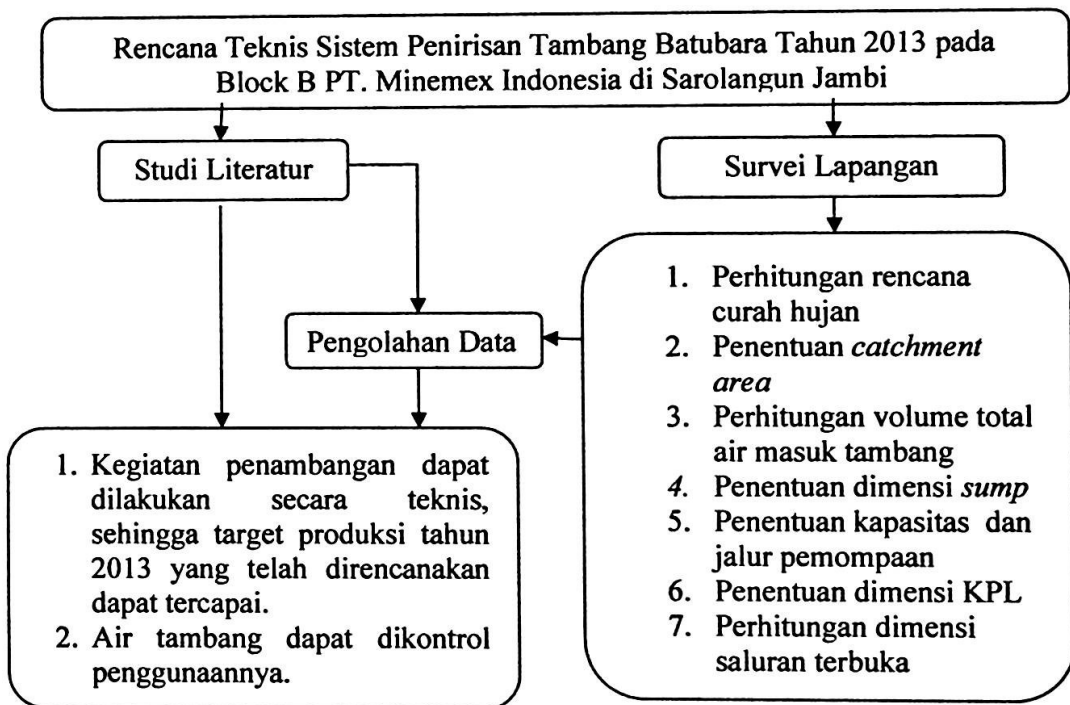 Rencana Teknis Sistem Penirisan Tambang Batubara Tahun 2013 pada
Block B PT. Minemex Indonesia di Sarolangun Jambi
Studi Literatur
Survei Lapangan
Pengolahan Data
1. Perhitungan rencana
curah hujan
2. Penentuan catchment
area
3. Perhitungan volume total
air masuk tambang
4. Penentuan dimensi sump
5. Penentuan kapasitas dan
jalur pemompaan
6. Penentuan dimensi KPL
7. Perhitungan dimensi
saluran terbuka
1. Kegiatan penambangan dapat
dilakukan secara teknis,
sehingga target produksi tahun
2013 yang telah direncanakan
dapat tercapai.
2. Air tambang dapat dikontrol
penggunaannya.